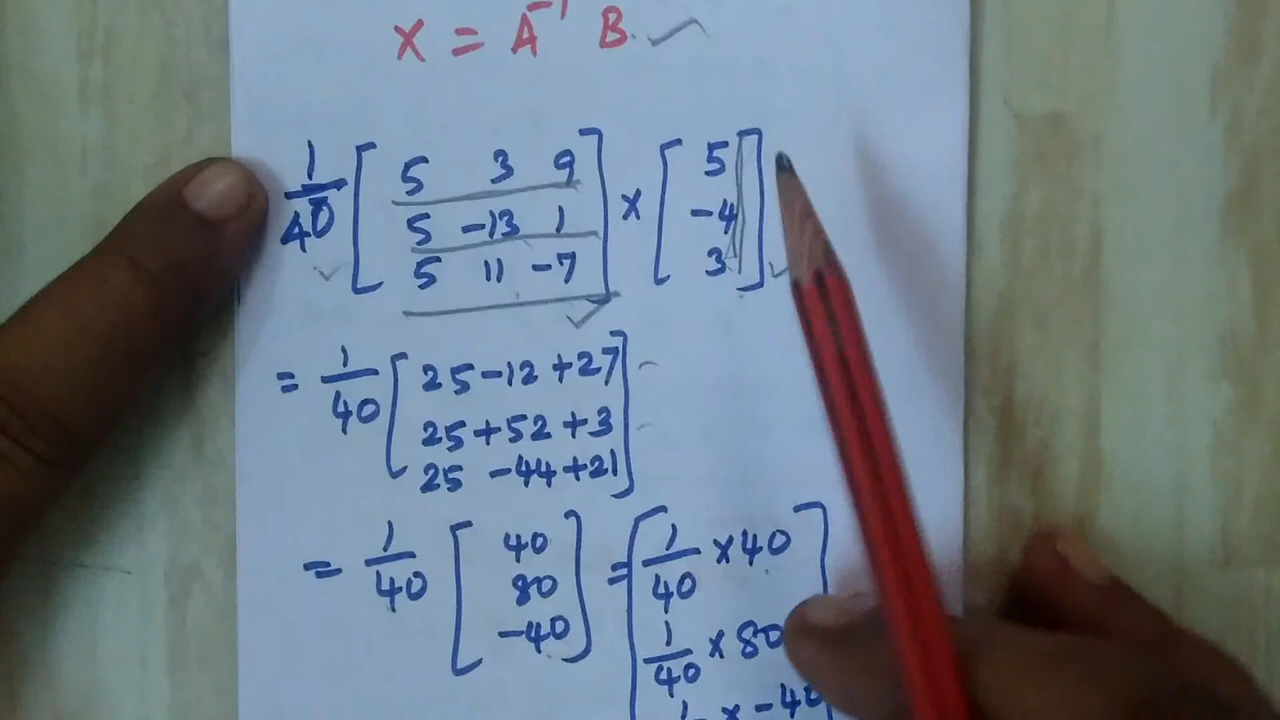 X = A⁻¹ B
1/40 [ 5 3 9 ] × [ 5 ]
[ 5 -13 1 ] [ -4 ]
[ 5 11 -7 ] [ 3 ]
= 1/40 [ 25 -12 +27 ]
[ 25 +52 +3 ]
[ 25 -44 +21 ]
= 1/40 [ 40 ] = [ 1/40 ×40 ]
[ 80 ] [ 1/40 × 80
[ -40 ]